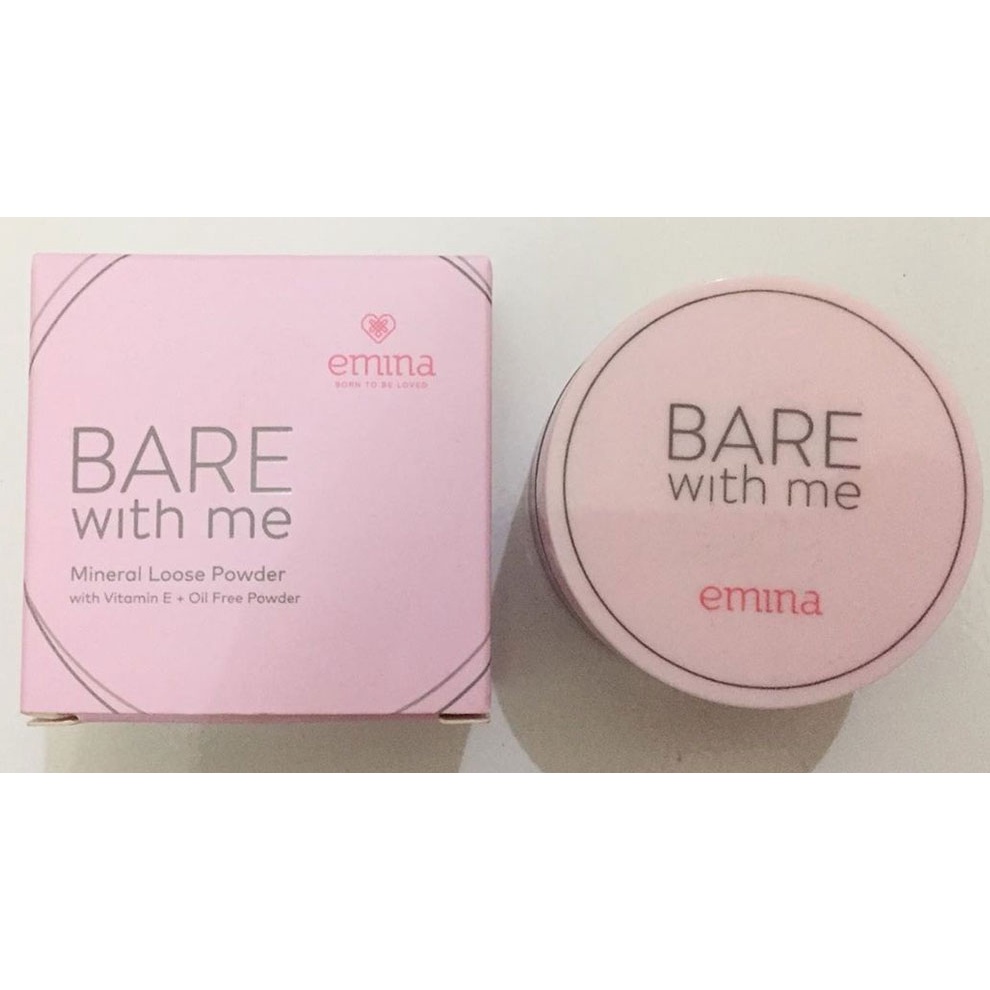 emina
BORN TO BE LOVED
BARE
with me
Mineral Loose Powder
with Vitamin E + Oil Free Powder
BARE
with me
emina